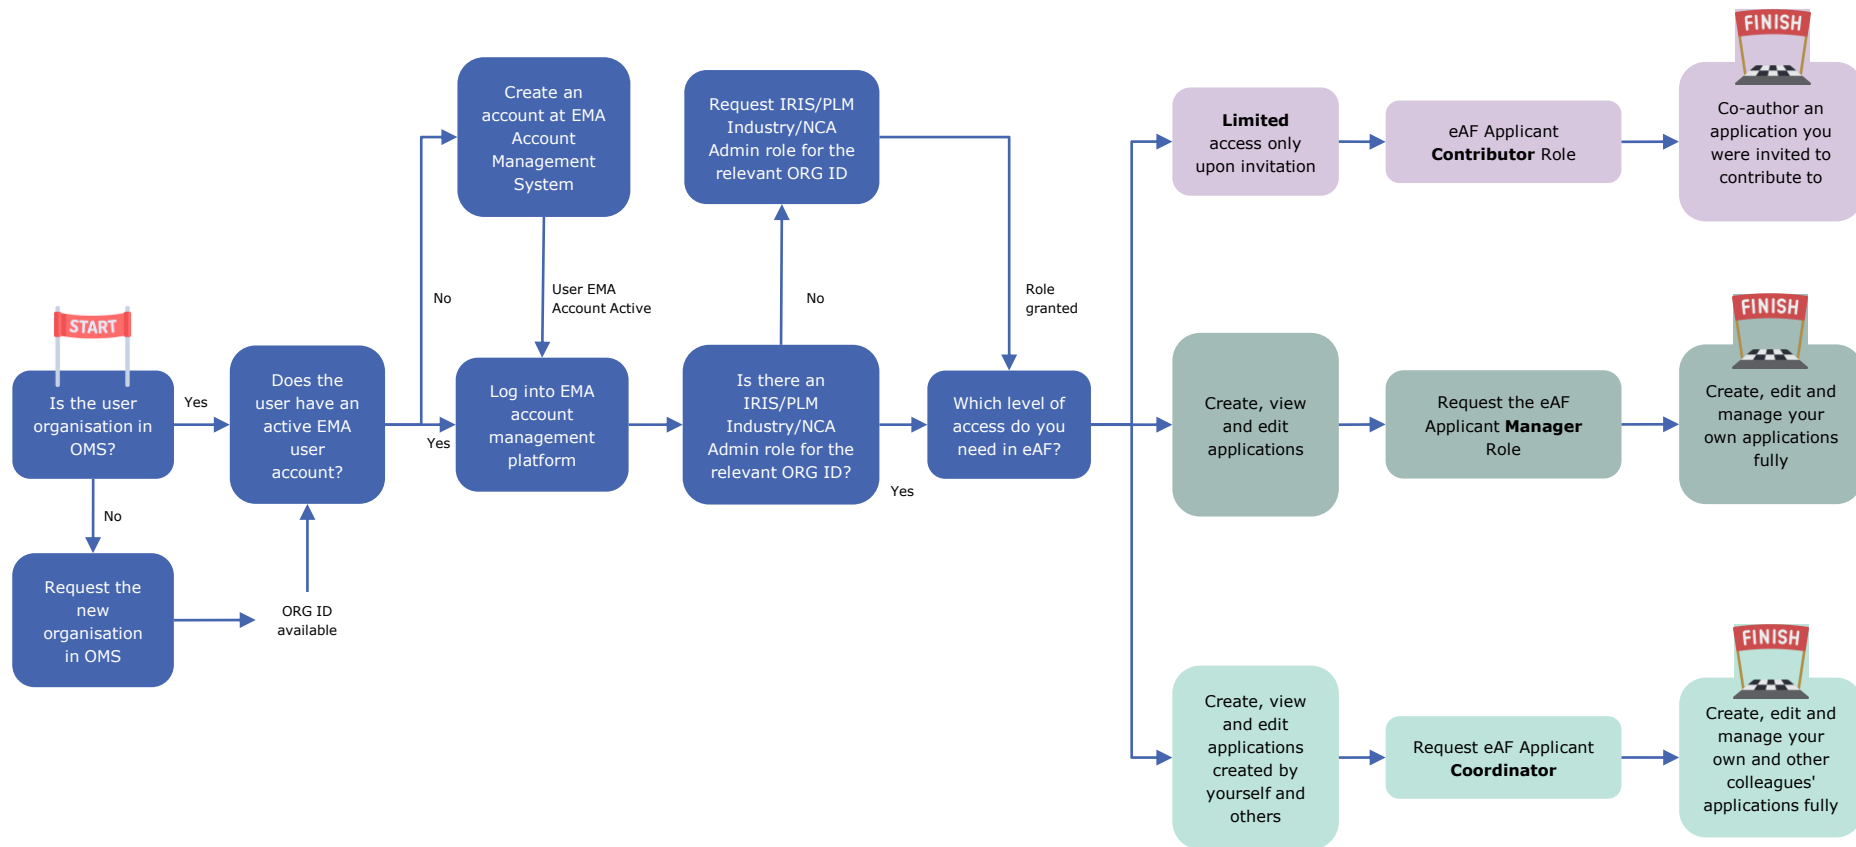 START
Is the user
organisation in
OMS?
Yes
No
Request the
new
organisation
in OMS
ORG ID
available
Does the
user have an
active EMA
user
account?
No
Yes
Create an
account at EMA
Account
Management
System
User EMA
Account Active
Log into EMA
account
management
platform
Is there an
IRIS/PLM
Industry/NCA
Admin role for the
relevant ORG ID?
No
Yes
Request IRIS/PLM
Industry/NCA
Admin role for the
relevant ORG ID
Role
granted
Which level of
access do you
need in eAF?
Limited
access only
upon invitation
eAF Applicant
Contributor Role
FINISH
Co-author an
application you
were invited to
contribute to
Create, view
and edit
applications
Request the eAF
Applicant Manager
Role
FINISH
Create, edit and
manage your
own applications
fully
Create, view
and edit
applications
created by
yourself and
others
Request eAF Applicant
Coordinator
FINISH
Create, edit and
manage your
own and other
colleagues'
applications fully